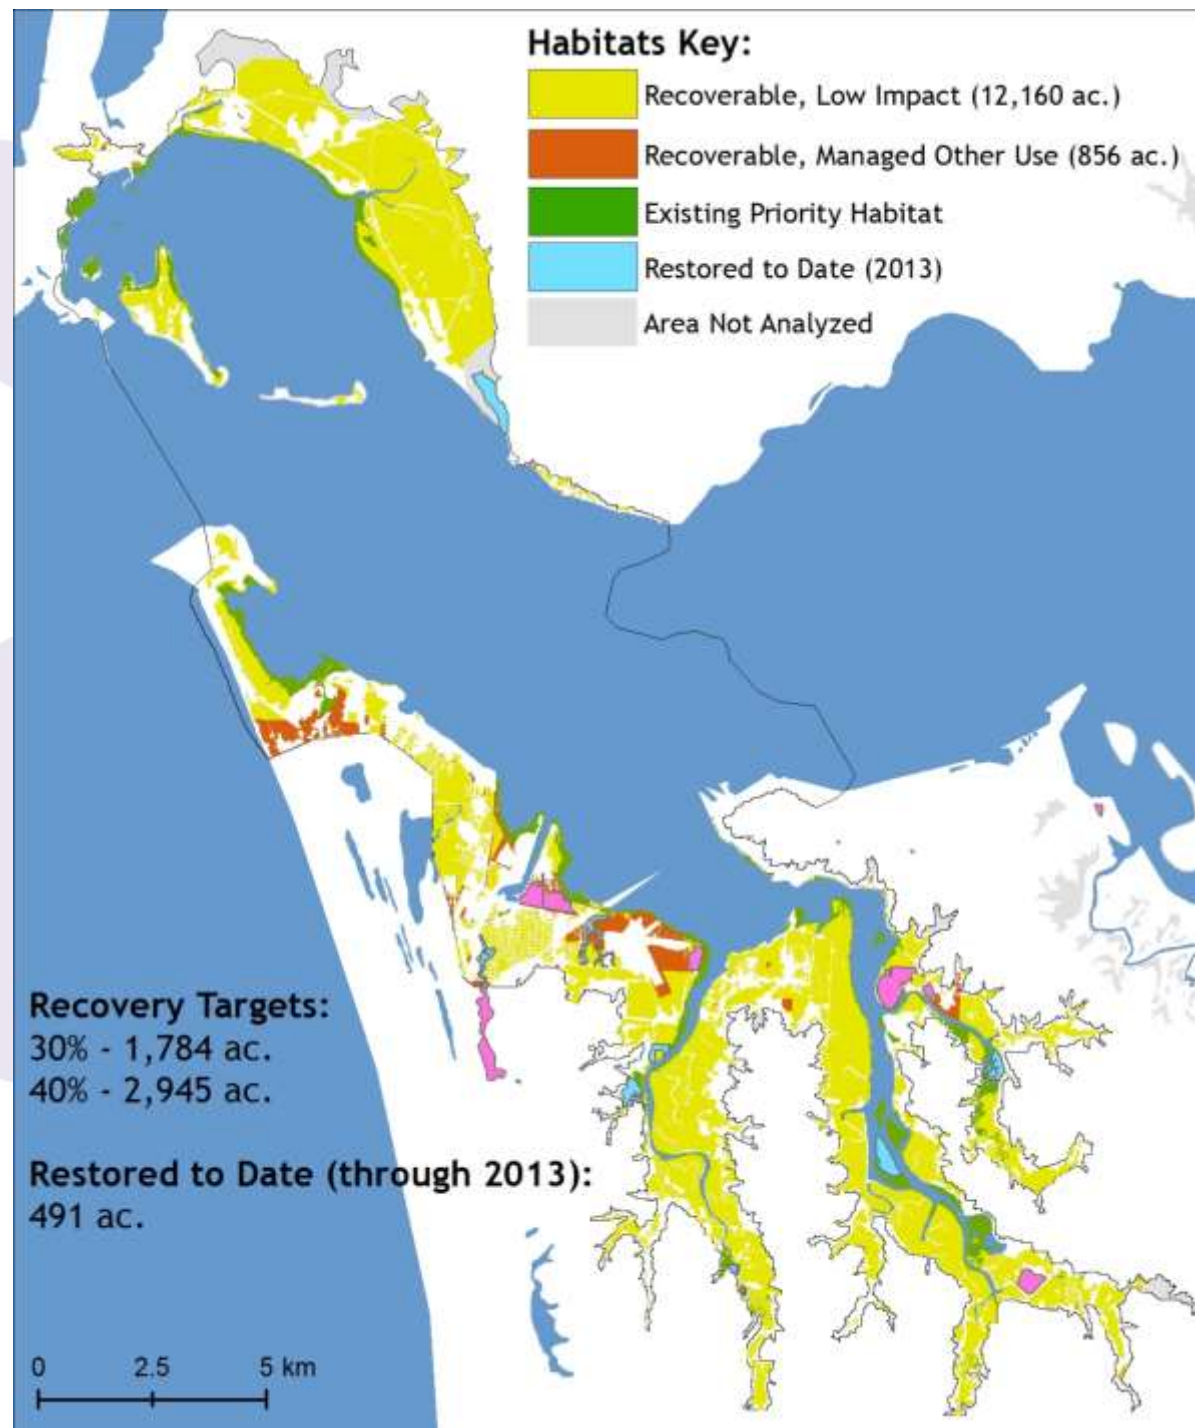 Habitats Key:
Recoverable, Low Impact (12,160 ac.)
Recoverable, Managed Other Use (856 ac.)
Existing Priority Habitat
Restored to Date (2013)
Area Not Analyzed
Recovery Targets:
30% - 1,784 ac.
40% - 2,945 ac.
Restored to Date (through 2013):
491 ac.
0 2.5 5 km